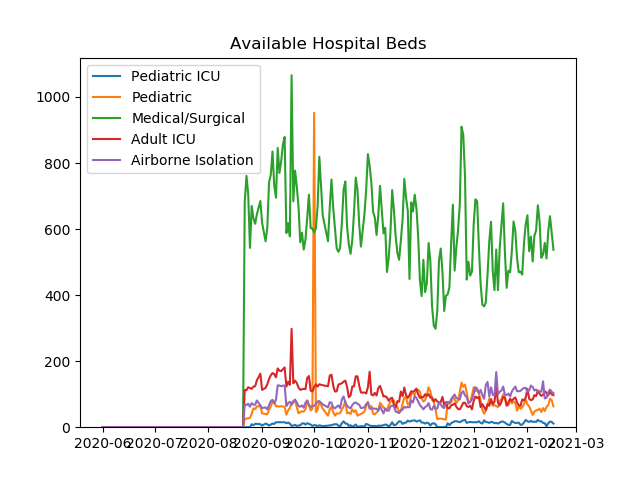 Available Hospital Beds
Pediatric ICU
Pediatric
Medical/Surgical
Adult ICU
Airborne Isolation
1000
800
600
400
200
0
2020-06 2020-07 2020-08 2020-09 2020-10 2020-11 2020-12 2021-01 2021-02 2021-03